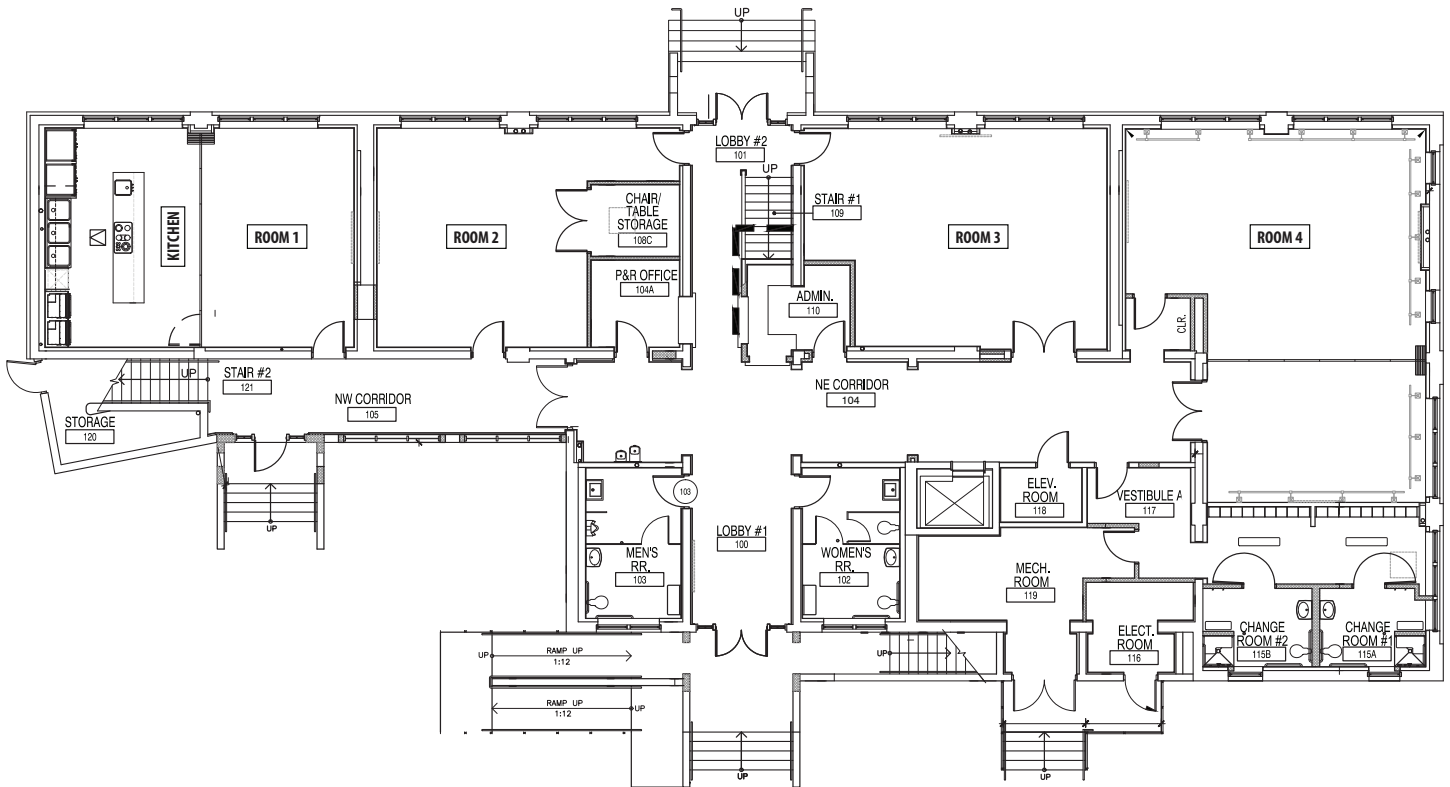 UP
LOBBY #2
101
UP
STAIR #1
109
CHAIR/
TABLE
STORAGE
108C
KITCHEN
ROOM 1
ROOM 2
ROOM 3
ROOM 4
P&R OFFICE
104A
ADMIN.
110
CLR.
UP
STAIR #2
121
NW CORRIDOR
105
NE CORRIDOR
104
STORAGE
120
UP
103
ELEV.
ROOM
118
VESTIBULE A
117
LOBBY #1
100
MEN'S
RR.
103
WOMEN'S
RR.
102
MECH.
ROOM
119
ELECT.
ROOM
116
CHANGE
ROOM #2
115B
CHANGE
ROOM #1
115A
UP
RAMP UP
1:12
UP
RAMP UP
1:12
UP
UP
UP